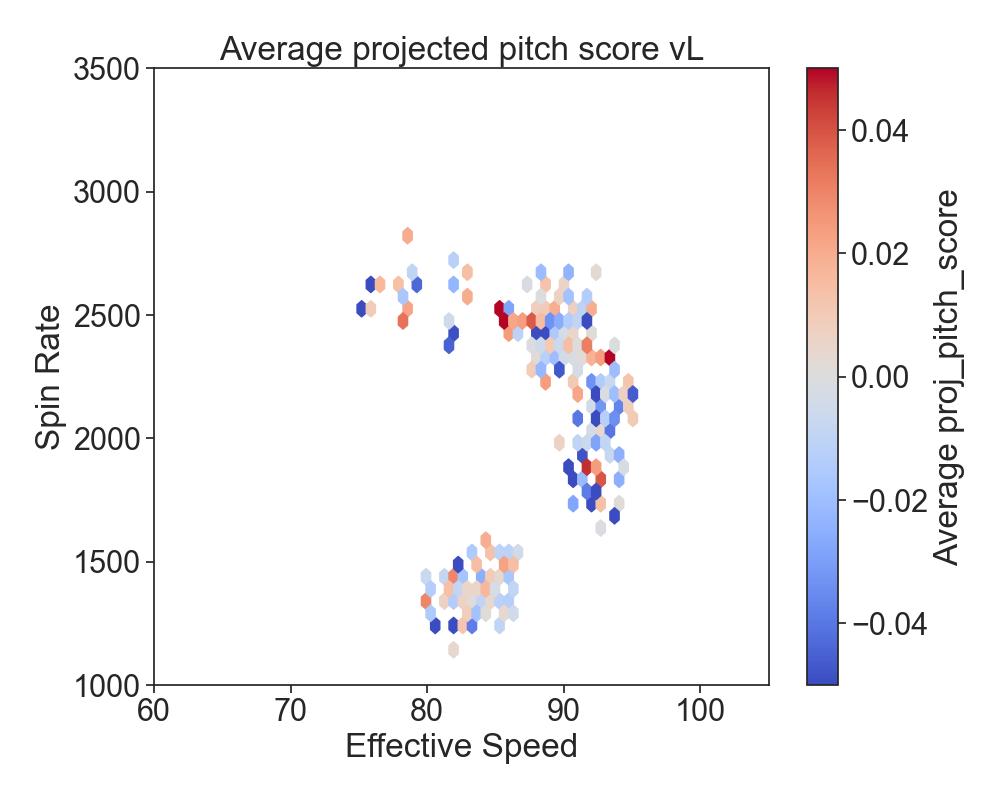 Average projected pitch score vL
3500
3000
2500
2000
1500
1000
Spin Rate
60 70 80 90 100
Effective Speed
0.04
0.02
0.00
−0.02
−0.04
Average proj_pitch_score